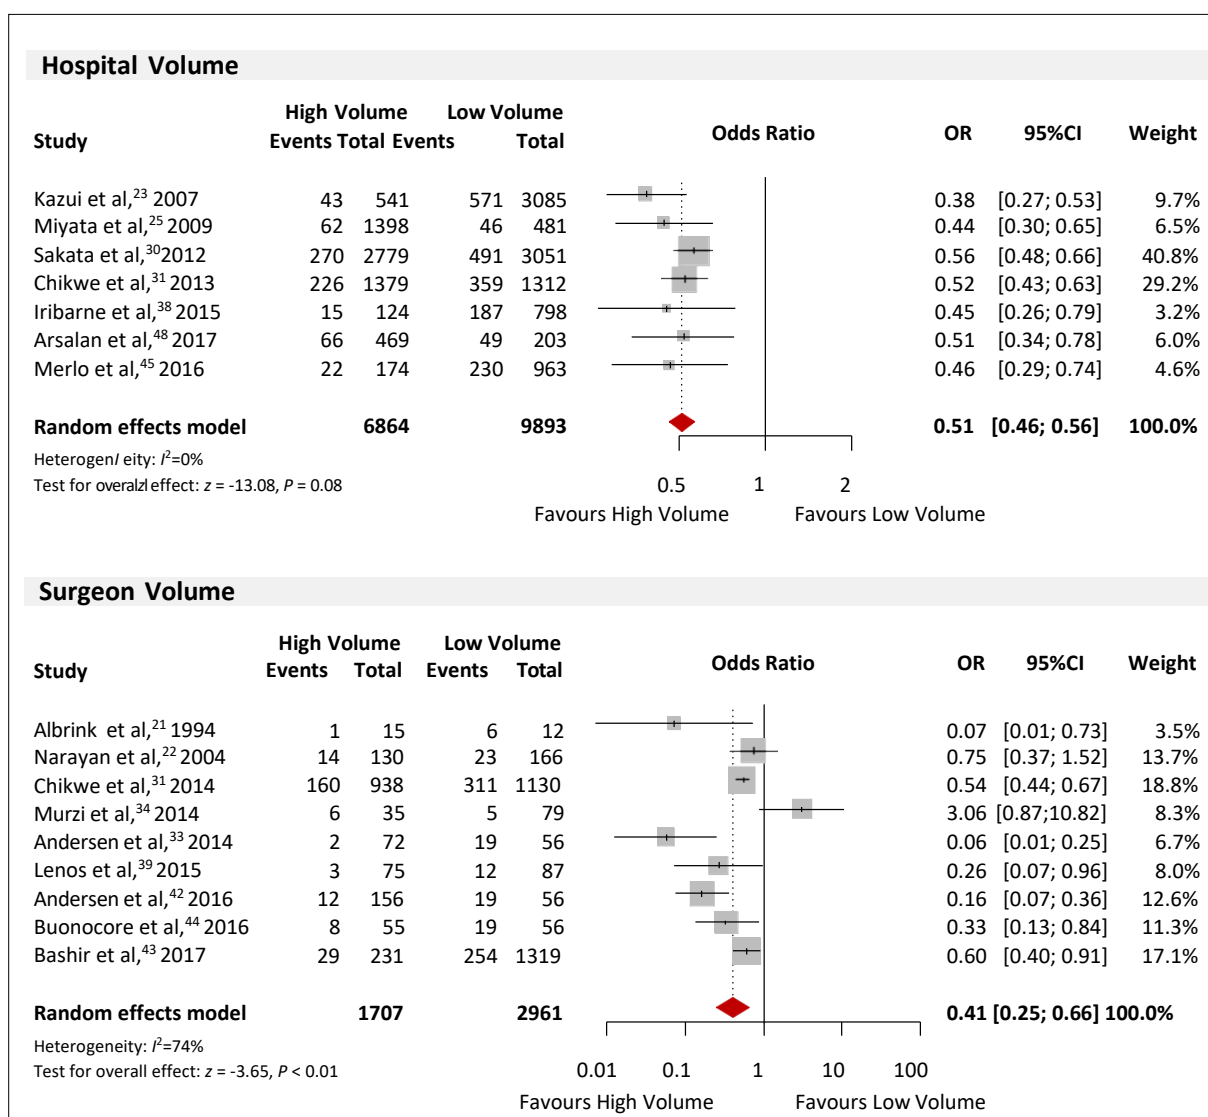 Hospital Volume
High Volume Low Volume
Study Events Total Events Total Odds Ratio OR 95%CI Weight
Kazui et al,23 2007 43 541 571 3085 0.38 [0.27; 0.53] 9.7%
Miyata et al,25 2009 62 1398 46 481 0.44 [0.30; 0.65] 6.5%
Sakata et al,30 2012 270 2779 491 3051 0.56 [0.48; 0.66] 40.8%
Chikwe et al,31 2013 226 1379 359 1312 0.52 [0.43; 0.63] 29.2%
Iribarne et al,38 2015 15 124 187 798 0.45 [0.26; 0.79] 3.2%
Arsalan et al,48 2017 66 469 49 203 0.51 [0.34; 0.78] 6.0%
Merlo et al,45 2016 22 174 230 963 0.46 [0.29; 0.74] 4.6%
Random effects model 6864 9893 0.51 [0.46; 0.56] 100.0%
HeterogenI eity: I2=0%
Test for overalzl effect: z = -13.08, P = 0.08
0.5 1 2
Favours High Volume Favours Low Volume
Surgeon Volume
High Volume Low Volume
Study Events Total Events Total Odds Ratio OR 95%CI Weight
Albrink et al,21 1994 1 15 6 12 0.07 [0.01; 0.73] 3.5%
Narayan et al,22 2004 14 130 23 166 0.75 [0.37; 1.52] 13.7%
Chikwe et al,31 2014 160 938 311 1130 0.54 [0.44; 0.67] 18.8%
Murzi et al,34 2014 6 35 5 79 3.06 [0.87;10.82] 8.3%
Andersen et al,33 2014 2 72 19 56 0.06 [0.01; 0.25] 6.7%
Lenos et al,39 2015 3 75 12 87 0.26 [0.07; 0.96] 8.0%
Andersen et al,42 2016 12 156 19 56 0.16 [0.07; 0.36] 12.6%
Buonocore et al,44 2016 8 55 19 56 0.33 [0.13; 0.84] 11.3%
Bashir et al,43 2017 29 231 254 1319 0.60 [0.40; 0.91] 17.1%
Random effects model 1707 2961 0.41 [0.25; 0.66] 100.0%
Heterogeneity: I2=74%
Test for overall effect: z = -3.65, P < 0.01
0.01 0.1 1 10 100
Favours High Volume Favours Low Volume